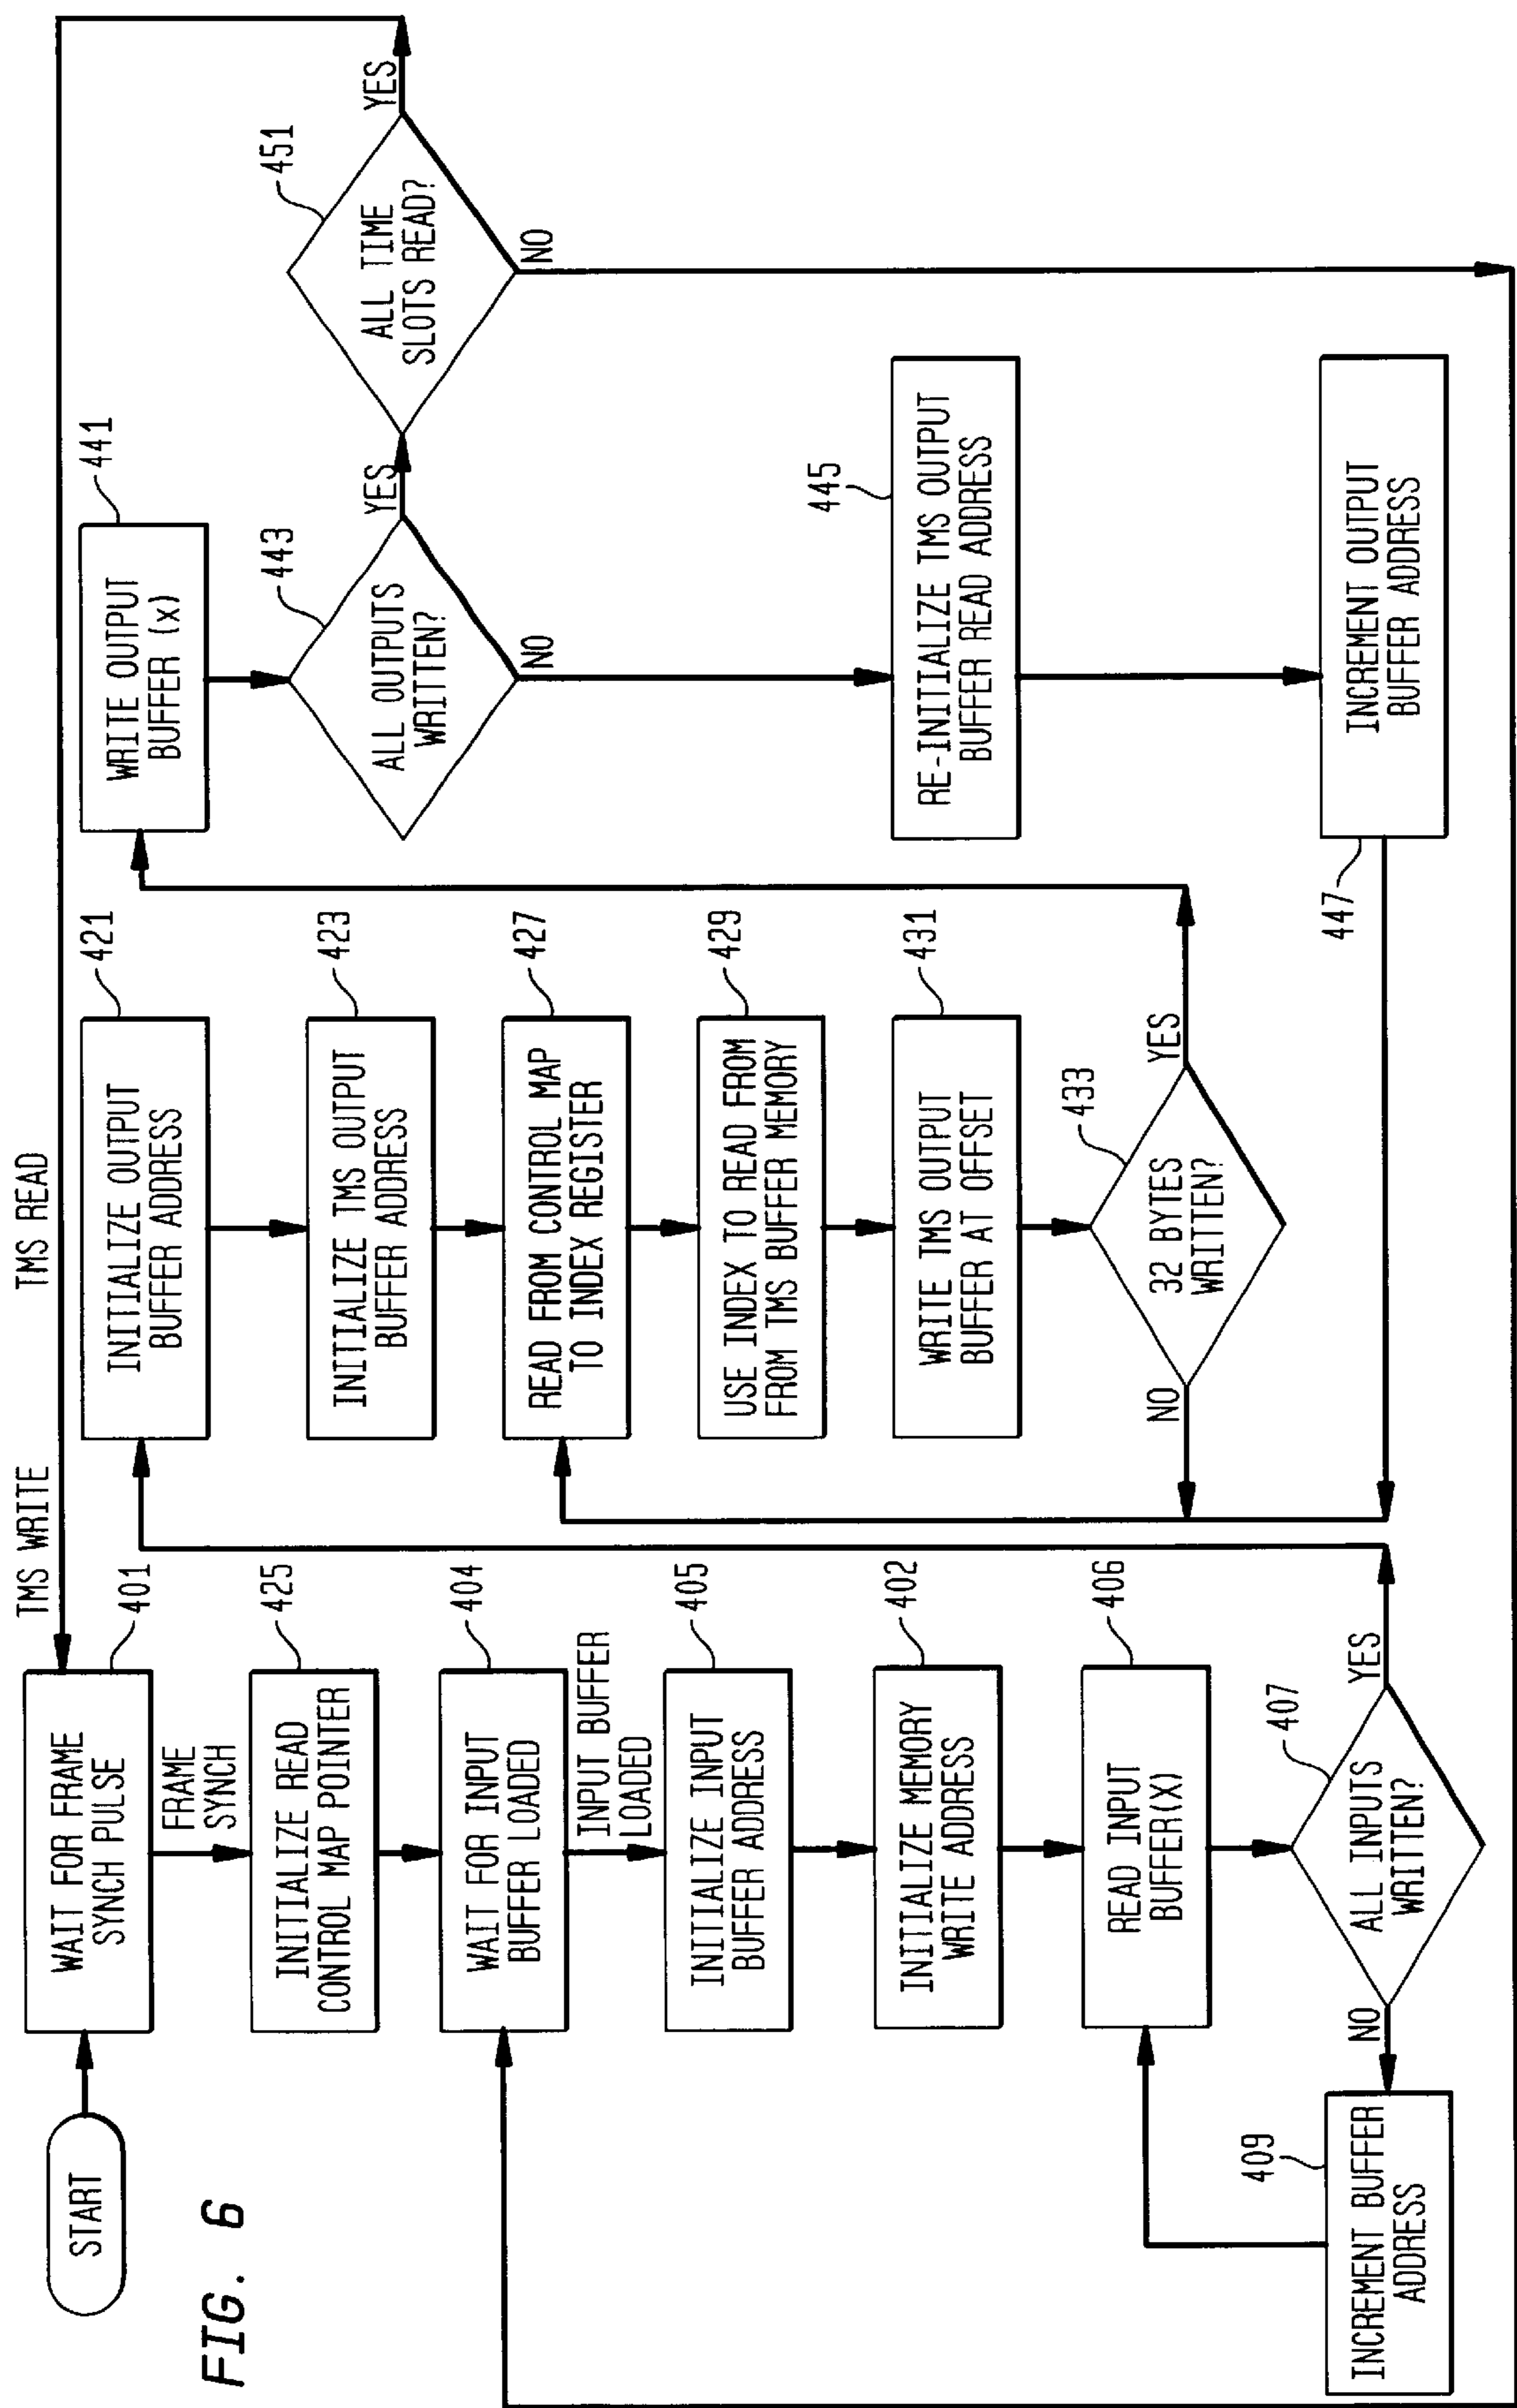 FIG. 6
START
TMS WRITE
TMS READ
WAIT FOR FRAME
SYNCH PULSE
401
FRAME
SYNCH
INITIALIZE READ
CONTROL MAP POINTER
425
WAIT FOR INPUT
BUFFER LOADED
404
INPUT BUFFER
LOADED
INITIALIZE INPUT
BUFFER ADDRESS
405
INITIALIZE MEMORY
WRITE ADDRESS
402
READ INPUT
BUFFER(X)
406
ALL INPUTS
WRITTEN?
407
YES
NO
INCREMENT BUFFER
ADDRESS
409
INITIALIZE OUTPUT
BUFFER ADDRESS
421
INITIALIZE TMS OUTPUT
BUFFER ADDRESS
423
READ FROM CONTROL MAP
TO INDEX REGISTER
427
USE INDEX TO READ FROM
FROM TMS BUFFER MEMORY
429
WRITE TMS OUTPUT
BUFFER AT OFFSET
431
32 BYTES
WRITTEN?
433
NO
YES
WRITE OUTPUT
BUFFER (x)
441
ALL OUTPUTS
WRITTEN?
443
YES
NO
ALL TIME
SLOTS READ?
451
YES
NO
RE-INITIALIZE TMS OUTPUT
BUFFER READ ADDRESS
445
INCREMENT OUTPUT
BUFFER ADDRESS
447